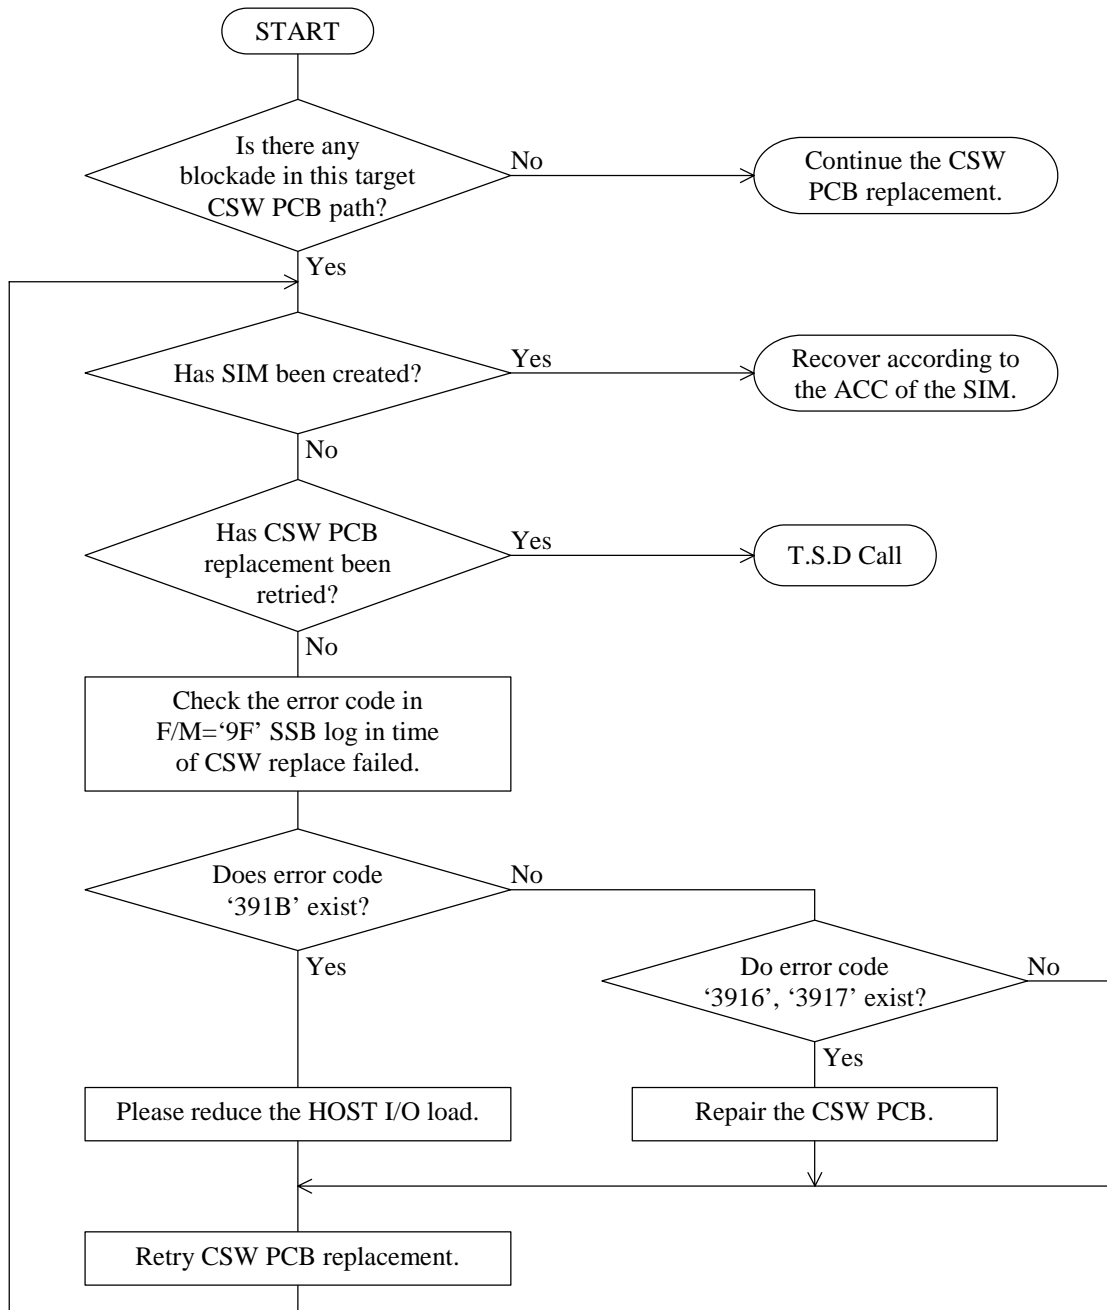 START
Is there any
blockade in this target
CSW PCB path?
No
Continue the CSW
PCB replacement.
Yes
Has SIM been created?
Yes
Recover according to
the ACC of the SIM.
No
Has CSW PCB
replacement been
retried?
Yes
T.S.D Call
No
Check the error code in
F/M=‘9F’ SSB log in time
of CSW replace failed.
Does error code
‘391B’ exist?
No
Yes
Do error code
‘3916’, ‘3917’ exist?
No
Yes
Please reduce the HOST I/O load.
Repair the CSW PCB.
Retry CSW PCB replacement.